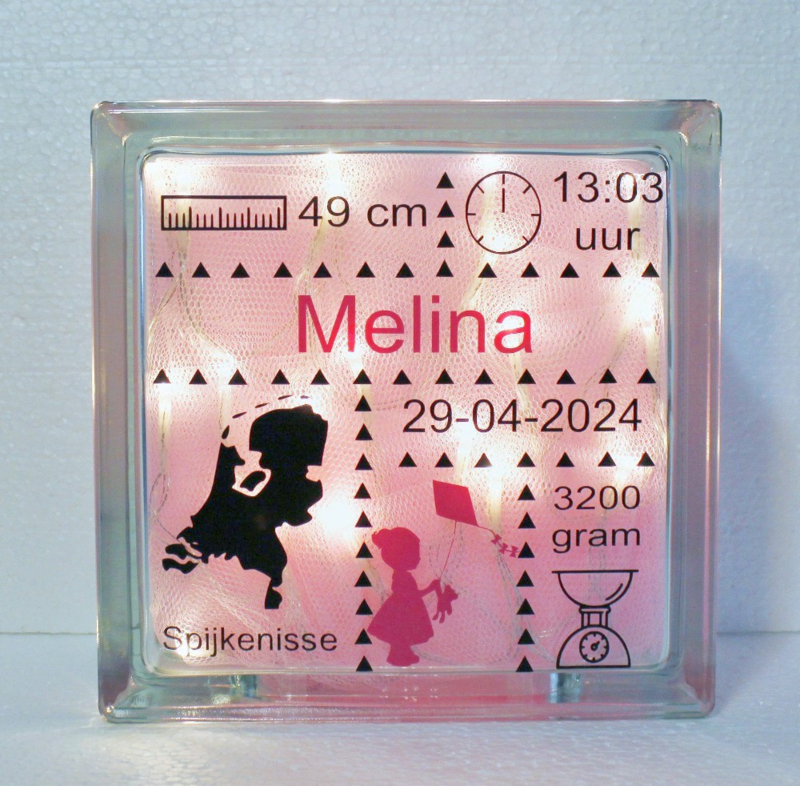 49 cm
13:03
uur
Melina
29-04-2024
3200
gram
Spijkenisse